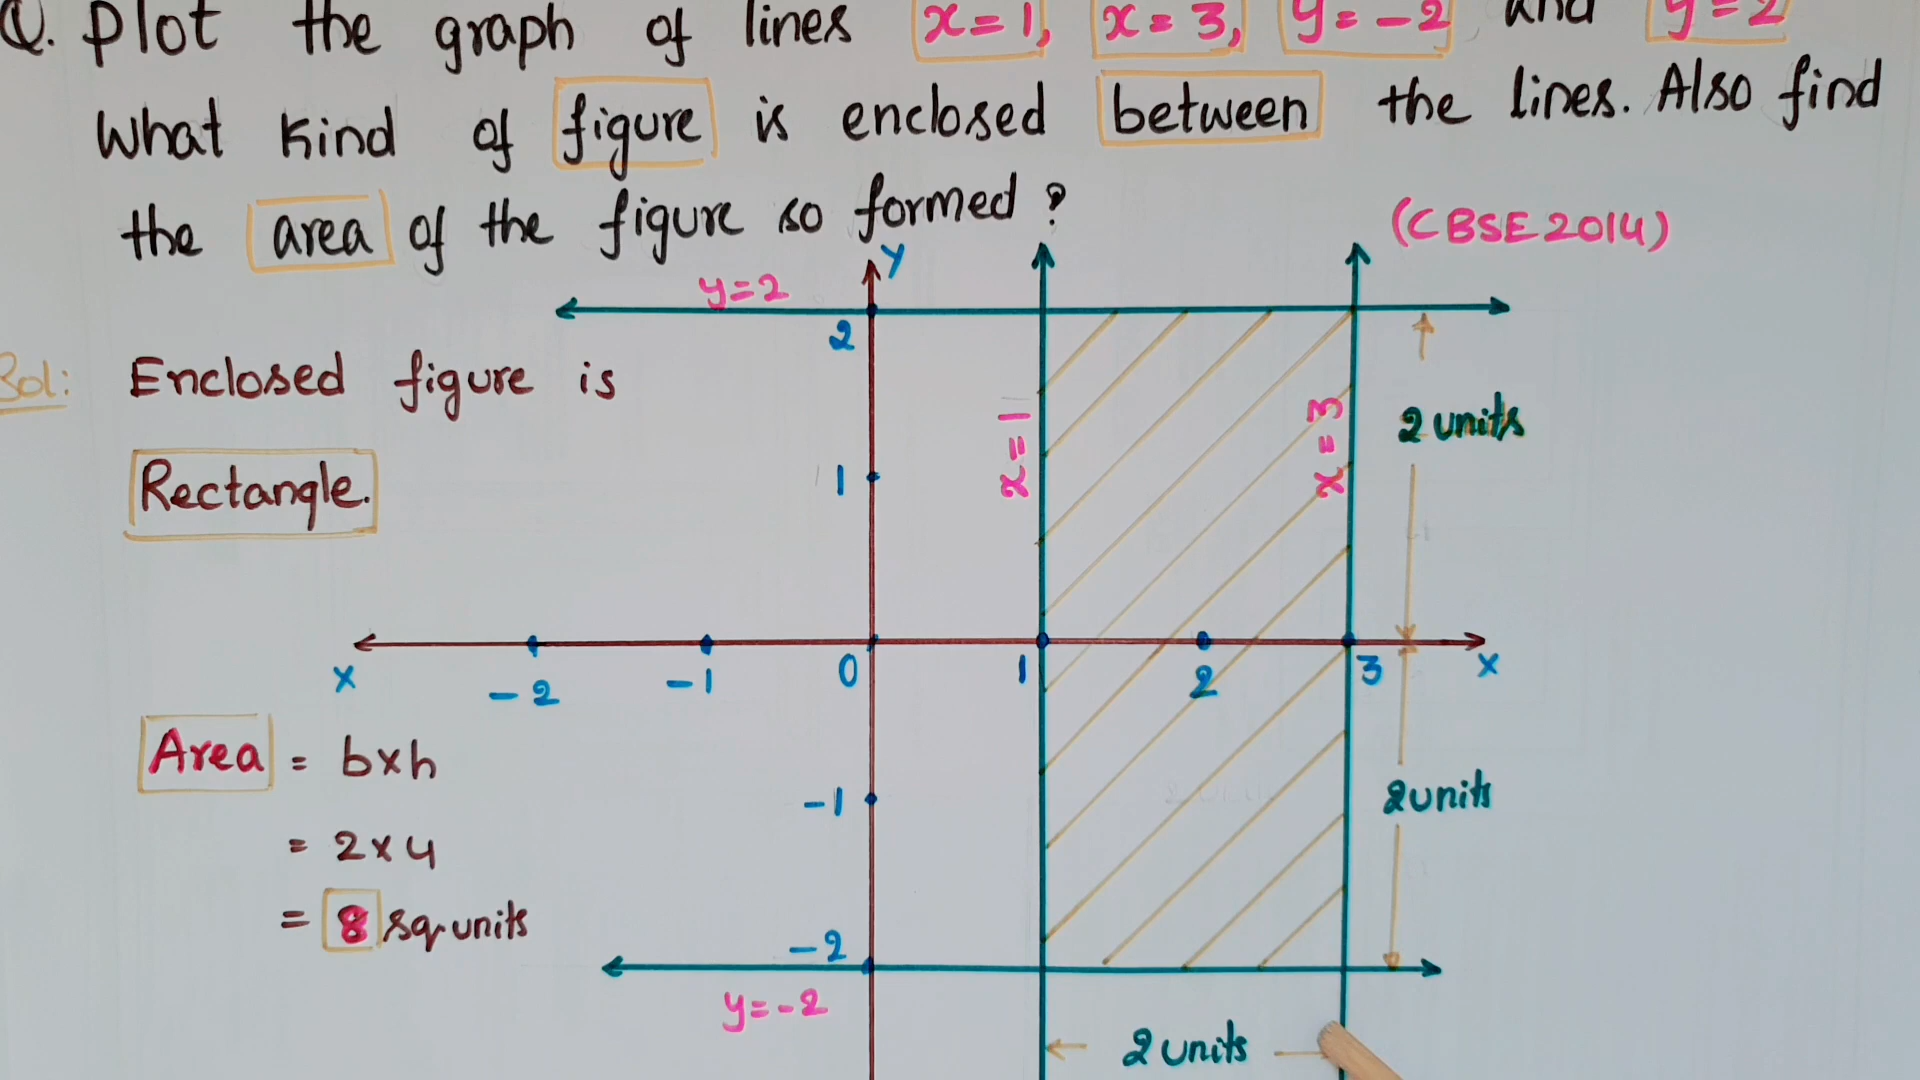 Q. Plot the graph of lines x=1, x=3, y=-2 and y=2
What kind of figure is enclosed between the lines. Also find
the area of the figure so formed?
(CBSE 2014)
Y
y=2
2
Sol: Enclosed figure is
2 units
x=1
x=3
Rectangle.
1
x -2 -1 0 1 2 3 x
Area = b×h
-1
2 units
= 2×4
= 8 sq. units
-2
y=-2
2 units